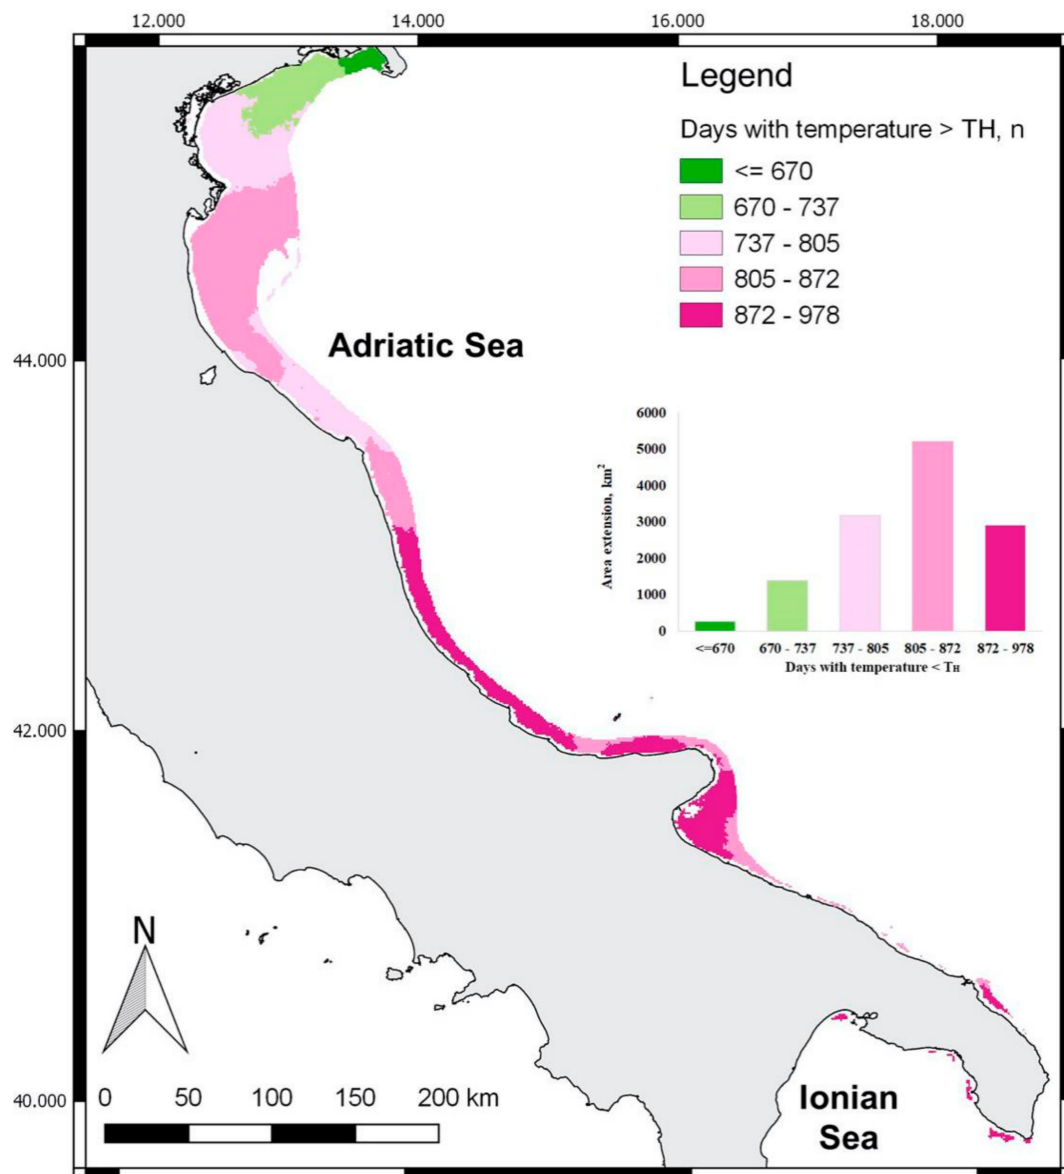 12.000 14.000 16.000 18.000
Legend
Days with temperature > TH, n
<= 670
670 - 737
737 - 805
805 - 872
872 - 978
44.000
Adriatic Sea
6000
5000
4000
3000
2000
1000
0
Area extension, km²
<=670 670 - 737 737 - 805 805 - 872 872 - 978
Days with temperature < TH
42.000
N
40.000
0 50 100 150 200 km
Ionian
Sea